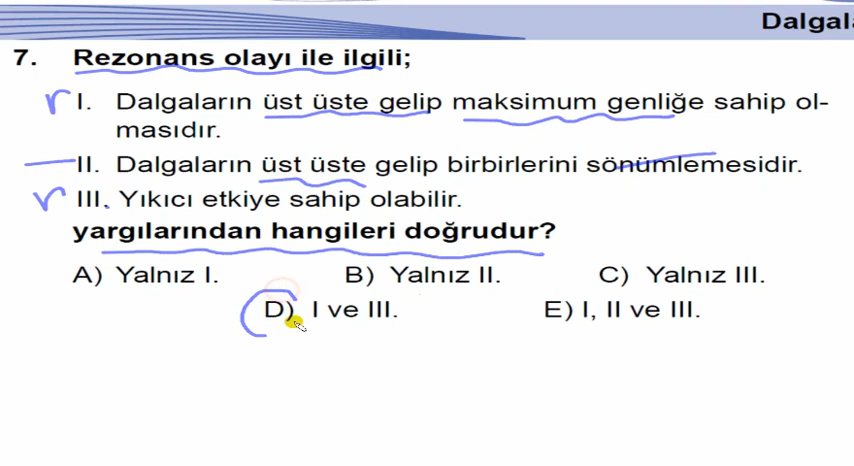 Dalgala
7. Rezonans olayı ile ilgili;
I. Dalgaların üst üste gelip maksimum genliğe sahip ol-
masıdır.
II. Dalgaların üst üste gelip birbirlerini sönümlemesidir.
III. Yıkıcı etkiye sahip olabilir.
yargılarından hangileri doğrudur?
A) Yalnız I. B) Yalnız II. C) Yalnız III.
D) I ve III. E) I, II ve III.